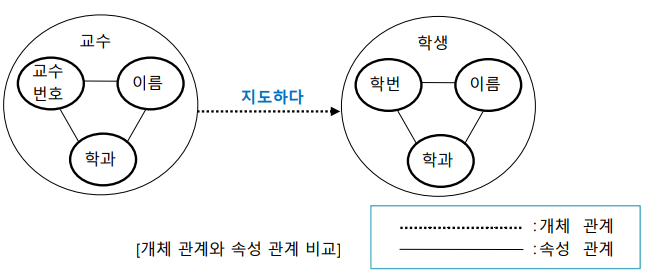 교수
교수
번호
이름
학과
지도하다
학생
학번
이름
학과
[개체 관계와 속성 관계 비교]
:개체 관계
:속성 관계